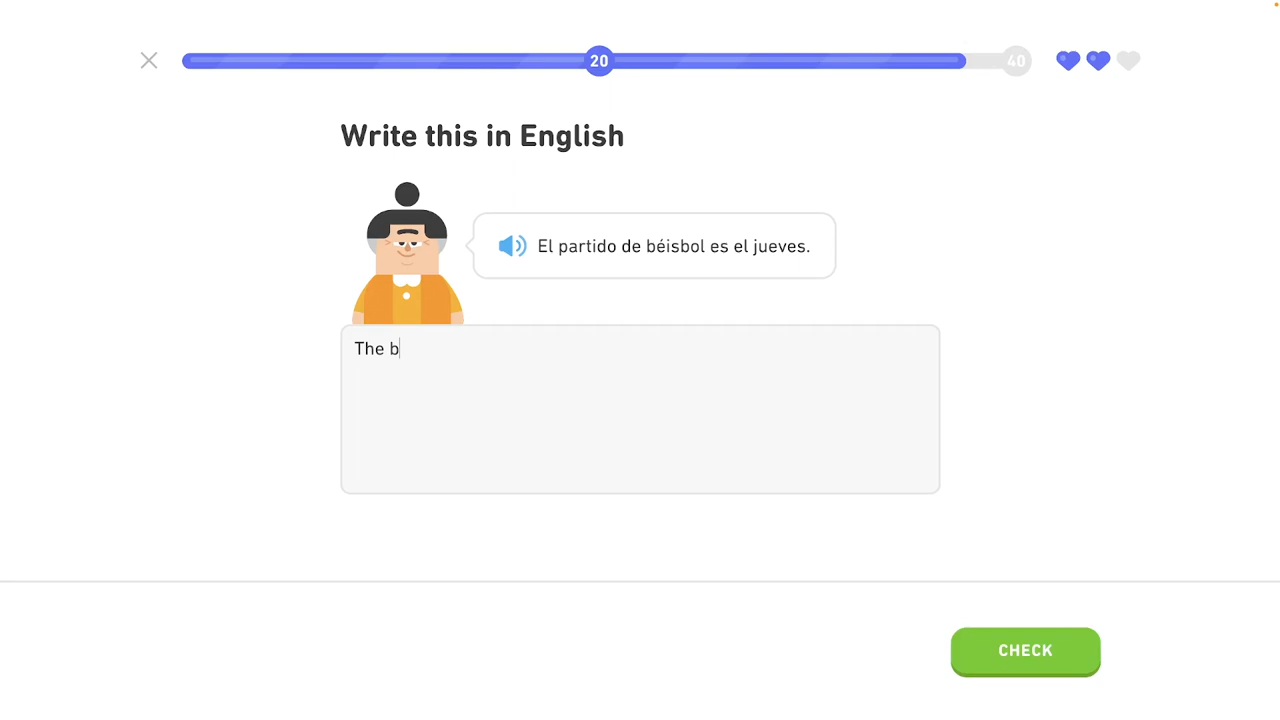 20
40
Write this in English
El partido de béisbol es el jueves.
The b
CHECK